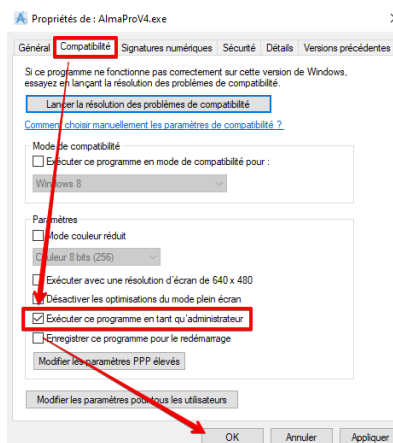 Propriétés de : AlmaProV4.exe
Général Compatibilité Signatures numériques Sécurité Détails Versions précédentes
Si ce programme ne fonctionne pas correctement sur cette version de Windows,
essayez en lançant la résolution des problèmes de compatibilité.
Lancer la résolution des problèmes de compatibilité
Comment choisir manuellement les paramètres de compatibilité ?
Mode de compatibilité
Exécuter ce programme en mode de compatibilité pour :
Windows 8
Paramètres
Mode couleur réduit
Couleur 8 bits (256)
Exécuter avec une résolution d'écran de 640 x 480
Désactiver les optimisations du mode plein écran
Exécuter ce programme en tant qu'administrateur
Enregistrer ce programme pour le redémarrage
Modifier les paramètres PPP élevés
Modifier les paramètres pour tous les utilisateurs
OK Annuler Appliquer